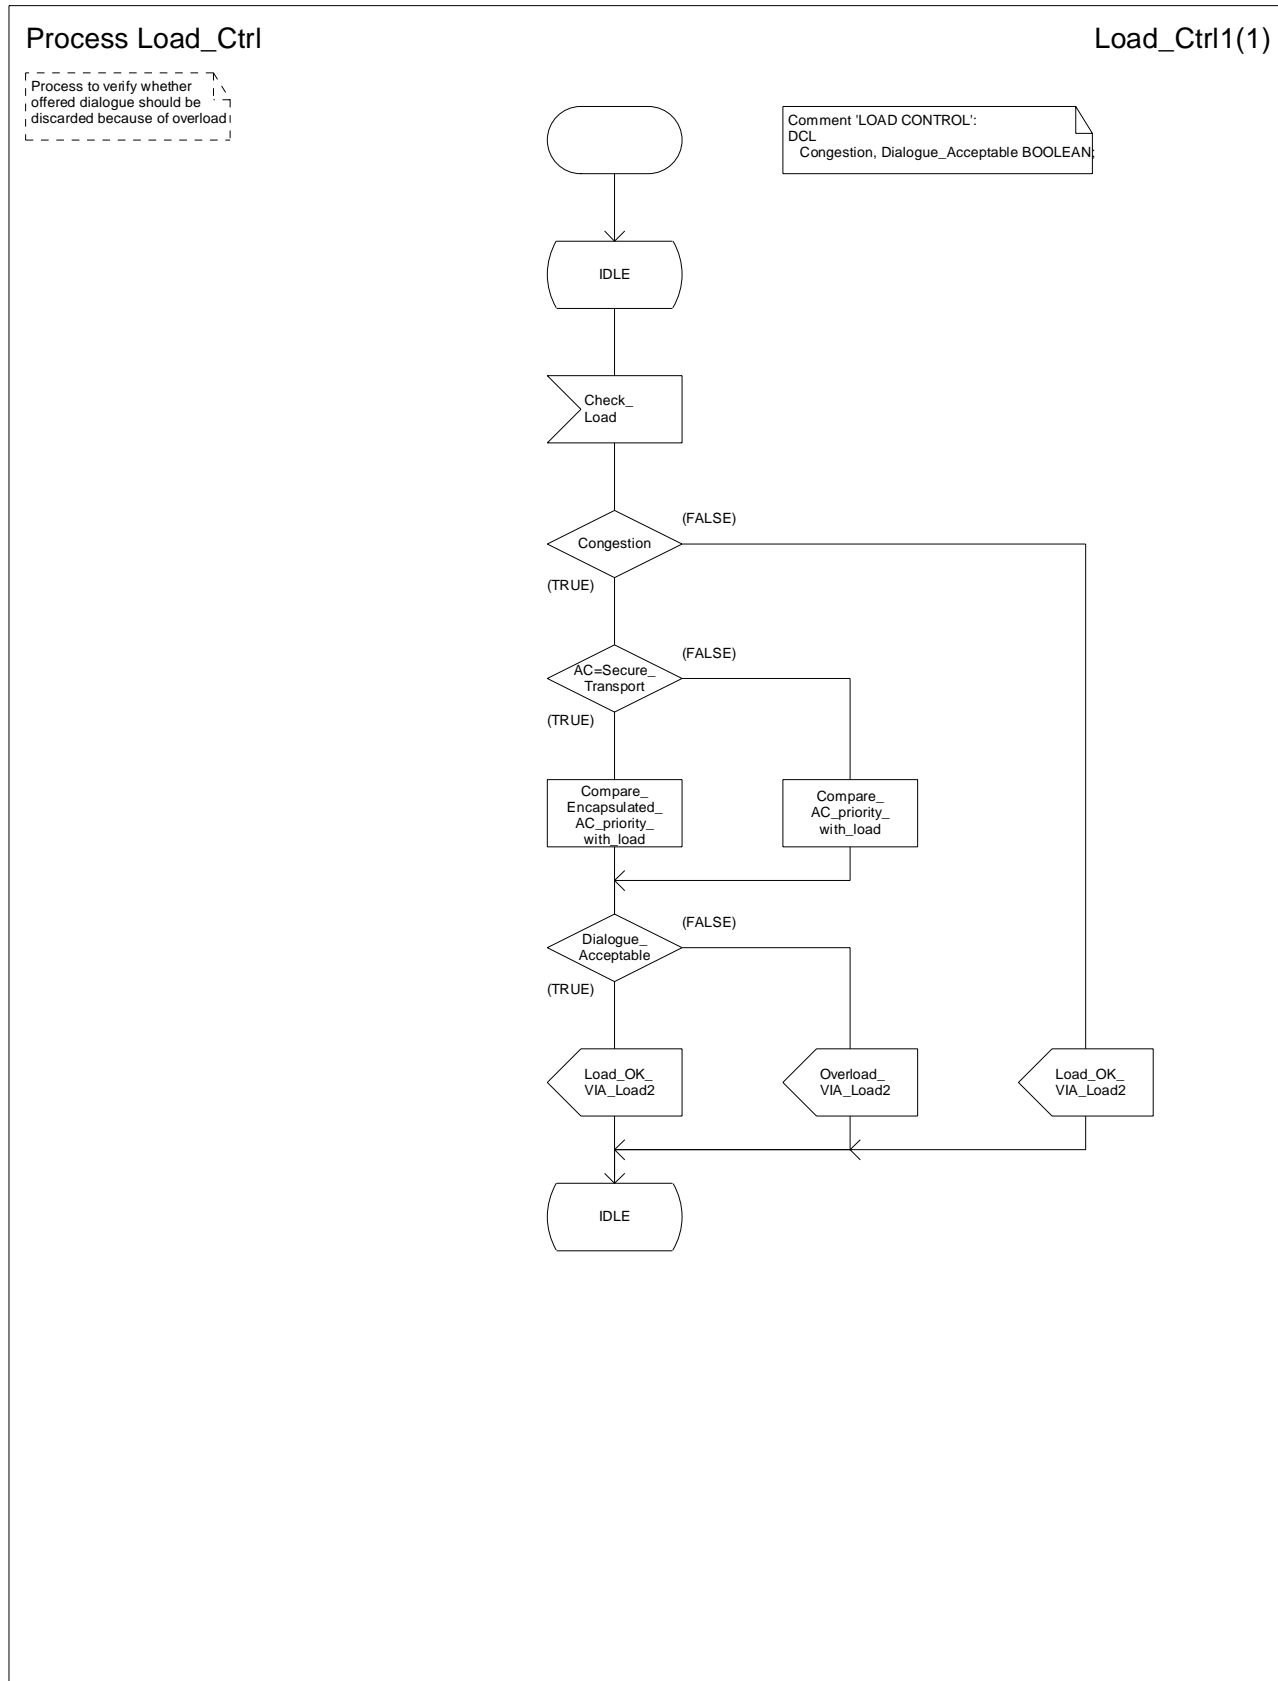 Process Load_Ctrl
Load_Ctrl1(1)
Process to verify whether
offered dialogue should be
discarded because of overload
Comment 'LOAD CONTROL':
DCL
Congestion, Dialogue_Acceptable BOOLEAN;
IDLE
Check_
Load
Congestion
(FALSE)
(TRUE)
AC=Secure_
Transport
(FALSE)
(TRUE)
Compare_
Encapsulated_
AC_priority_
with_load
Compare_
AC_priority_
with_load
Dialogue_
Acceptable
(FALSE)
(TRUE)
Load_OK_
VIA_Load2
Overload_
VIA_Load2
Load_OK_
VIA_Load2
IDLE